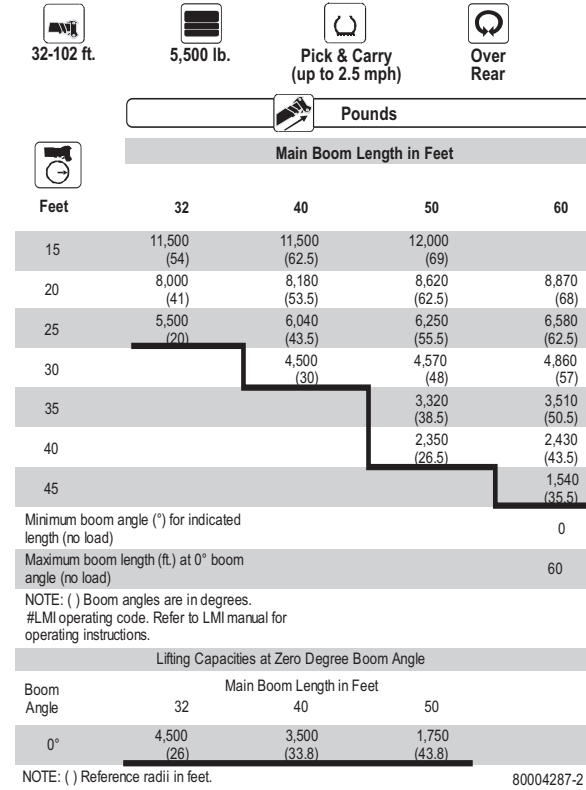 32-102 ft. 5,500 lb. Pick & Carry Over
(up to 2.5 mph) Rear
Pounds
Main Boom Length in Feet
Feet 32 40 50 60
15 11,500 11,500 12,000
(54) (62.5) (69)
20 8,000 8,180 8,620 8,870
(41) (53.5) (62.5) (68)
25 5,500 6,040 6,250 6,580
(20) (43.5) (55.5) (62.5)
30 4,500 4,570 4,860
(30) (48) (57)
35 3,320 3,510
(38.5) (50.5)
40 2,350 2,430
(26.5) (43.5)
45 1,540
(35.5)
Minimum boom angle (°) for indicated
length (no load) 0
Maximum boom length (ft.) at 0° boom
angle (no load) 60
NOTE: ( ) Boom angles are in degrees.
#LMI operating code. Refer to LMI manual for
operating instructions.
Lifting Capacities at Zero Degree Boom Angle
Boom Main Boom Length in Feet
Angle 32 40 50
0° 4,500 3,500 1,750
(26) (33.8) (43.8)
NOTE: ( ) Reference radii in feet. 80004287-2